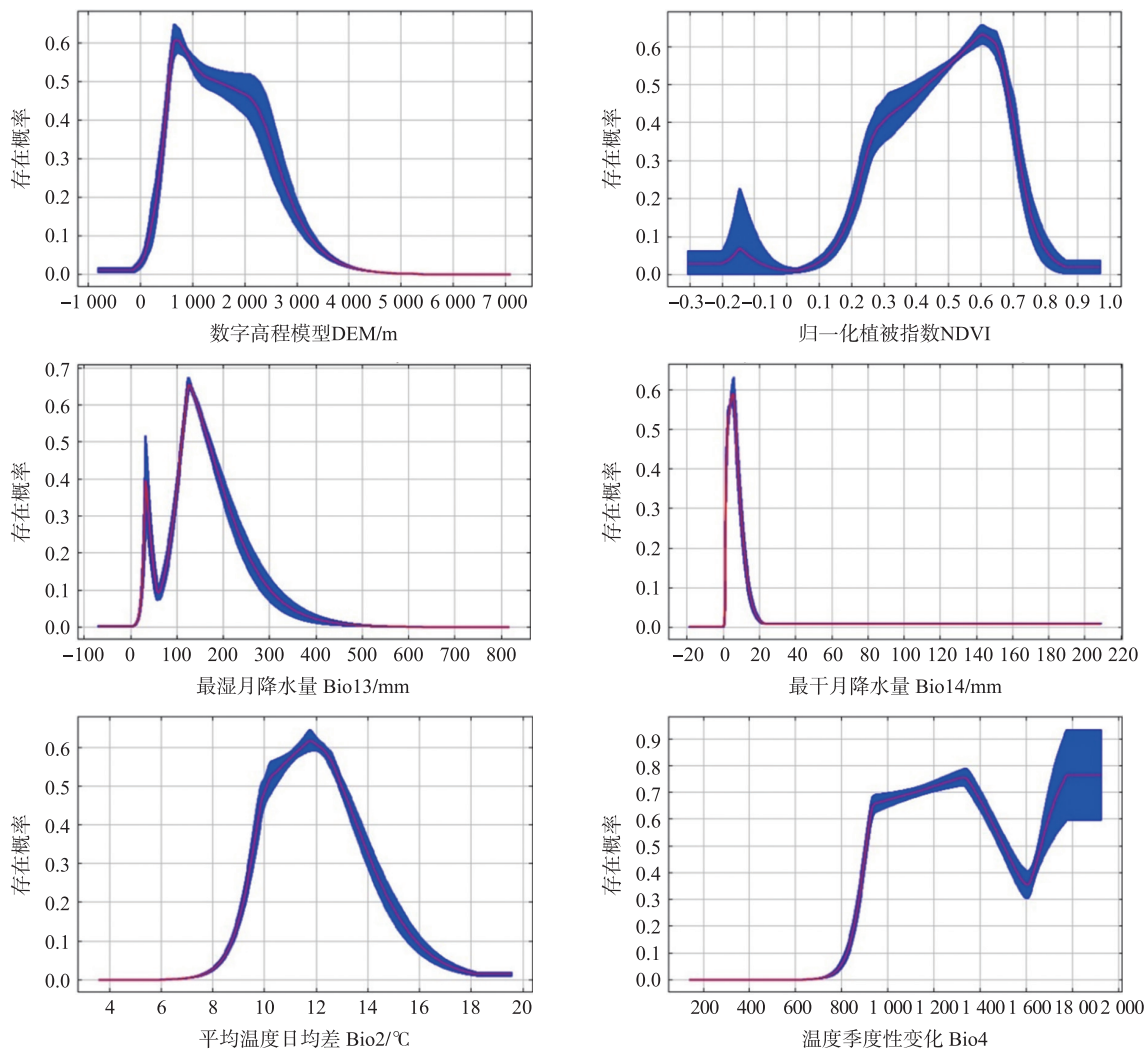 存在概率
0.6
0.5
0.4
0.3
0.2
0.1
0.0
−1 000 0 1 000 2 000 3 000 4 000 5 000 6 000 7 000
数字高程模型DEM/m
存在概率
0.6
0.5
0.4
0.3
0.2
0.1
0.0
−0.3 −0.2 −0.1 0 0.1 0.2 0.3 0.4 0.5 0.6 0.7 0.8 0.9 1.0
归一化植被指数NDVI
存在概率
0.7
0.6
0.5
0.4
0.3
0.2
0.1
0.0
−100 0 100 200 300 400 500 600 700 800
最湿月降水量 Bio13/mm
存在概率
0.6
0.5
0.4
0.3
0.2
0.1
0.0
−20 0 20 40 60 80 100 120 140 160 180 200 220
最干月降水量 Bio14/mm
存在概率
0.6
0.5
0.4
0.3
0.2
0.1
0.0
4 6 8 10 12 14 16 18 20
平均温度日均差 Bio2/℃
存在概率
0.9
0.8
0.7
0.6
0.5
0.4
0.3
0.2
0.1
0.0
200 400 600 800 1 000 1 200 1 400 1 600 1 800 2 000
温度季度性变化 Bio4